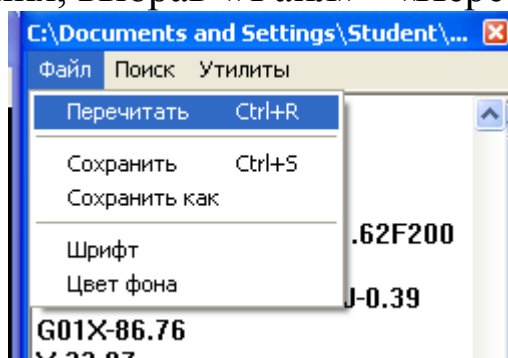 C:\Documents and Settings\Student\...
Файл Поиск Утилиты
Перечитать Ctrl+R
Сохранить Ctrl+S
Сохранить как
.62F200
Шрифт
Цвет фона
J-0.39
G01X-86.76